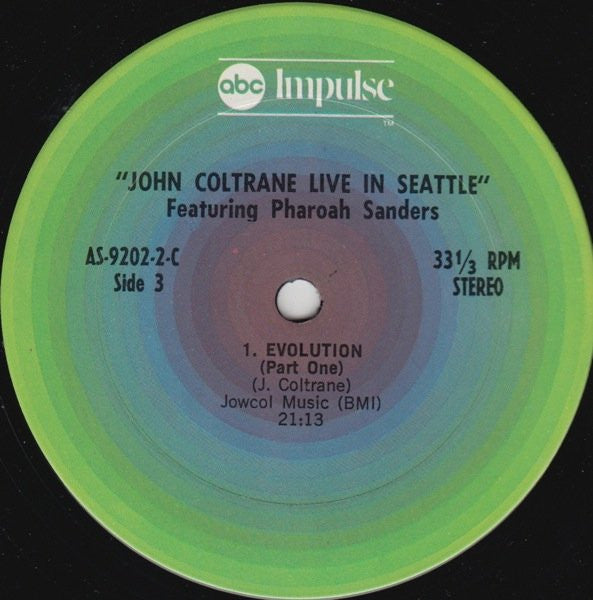 abc Impulse
TM
"JOHN COLTRANE LIVE IN SEATTLE"
Featuring Pharoah Sanders
AS-9202-2-C
Side 3
33⅓ RPM
STEREO
1. EVOLUTION
(Part One)
(J. Coltrane)
Jowcol Music (BMI)
21:13